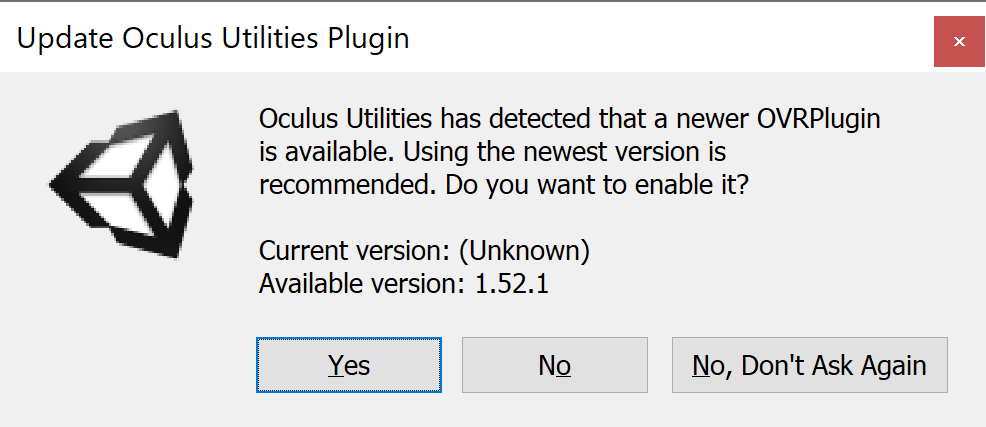 Update Oculus Utilities Plugin
Oculus Utilities has detected that a newer OVRPlugin
is available. Using the newest version is
recommended. Do you want to enable it?
Current version: (Unknown)
Available version: 1.52.1
Yes
No
No, Don't Ask Again